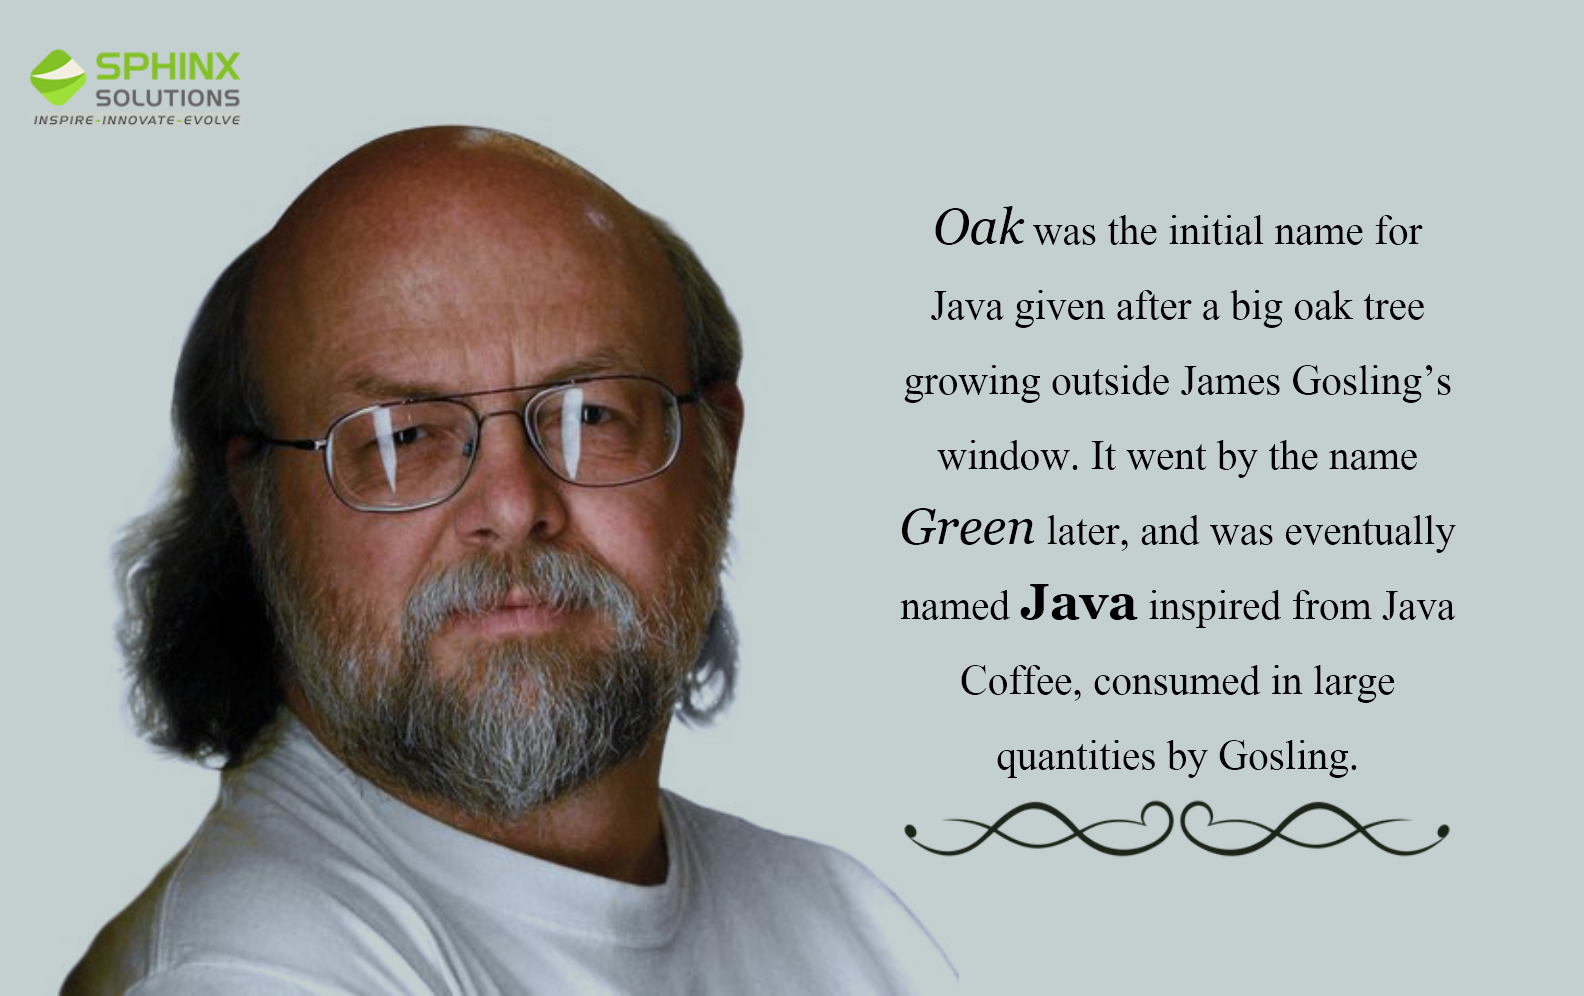 SPHINX
SOLUTIONS
INSPIRE-INNOVATE-EVOLVE
Oak was the initial name for
Java given after a big oak tree
growing outside James Gosling’s
window. It went by the name
Green later, and was eventually
named Java inspired from Java
Coffee, consumed in large
quantities by Gosling.